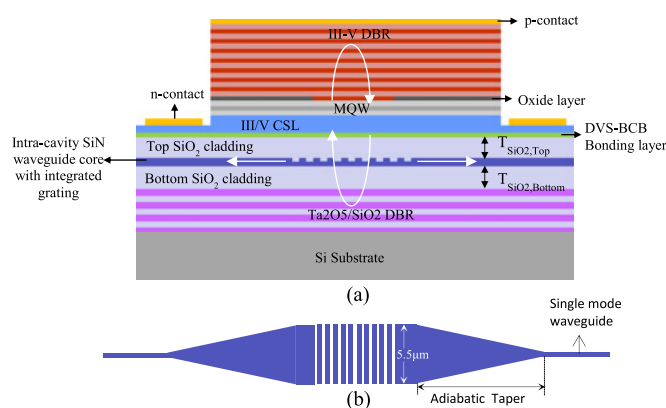 p-contact
III-V DBR
n-contact
Oxide layer
MQW
III/V CSL
DVS-BCB
Bonding layer
Intra-cavity SiN
waveguide core
with integrated
grating
Top SiO2 cladding
TSiO2,Top
Bottom SiO2 cladding
TSiO2,Bottom
Ta2O5/SiO2 DBR
Si Substrate
(a)
Single mode
waveguide
5.5μm
(b)
Adiabatic Taper